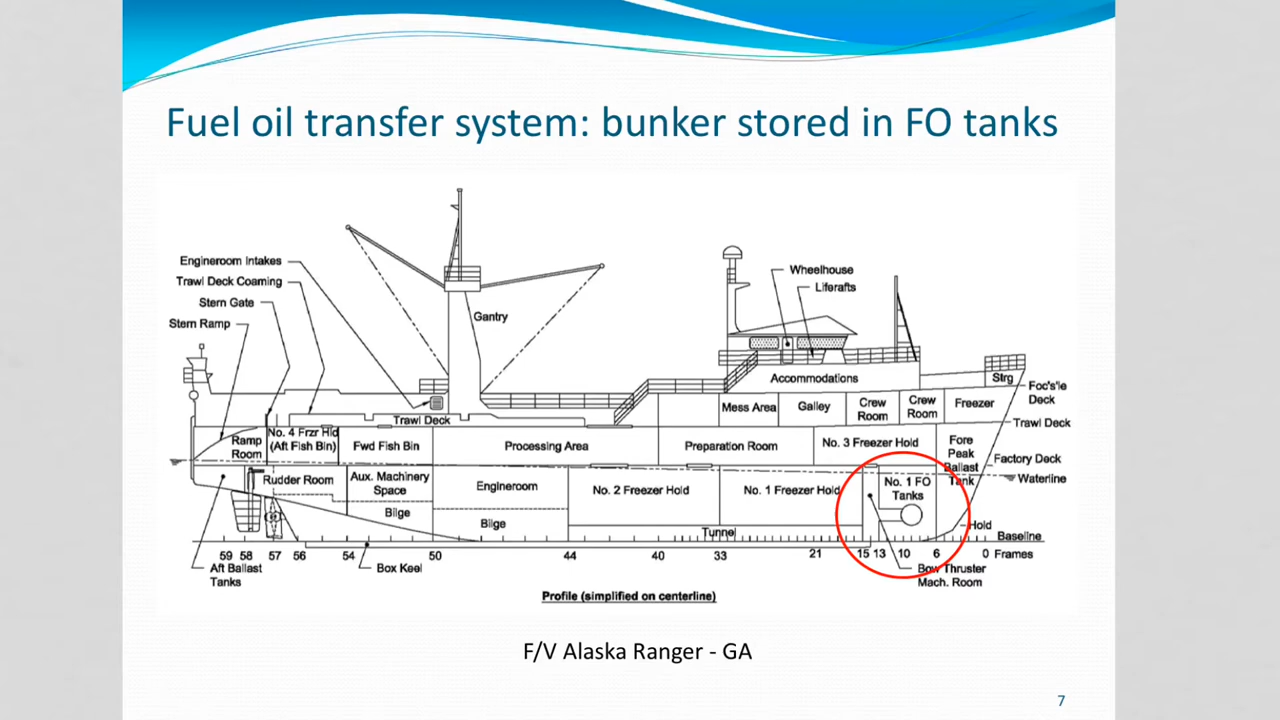 Fuel oil transfer system: bunker stored in FO tanks
Engineroom Intakes
Trawl Deck Coaming
Stern Gate
Stern Ramp
Gantry
Wheelhouse
Liferafts
Accommodations
Strg
Foc's'le
Deck
Mess Area
Galley
Crew
Room
Crew
Room
Freezer
Trawl Deck
Trawl Deck
Ramp
Room
No. 4 Frzr Hld
(Aft Fish Bin)
Fwd Fish Bin
Processing Area
Preparation Room
No. 3 Freezer Hold
Fore
Peak
Ballast
Tank
Factory Deck
Waterline
Rudder Room
Aux. Machinery
Space
Bilge
Engineroom
Bilge
No. 2 Freezer Hold
No. 1 Freezer Hold
No. 1 FO
Tanks
Tunnel
Hold
Baseline
59 58 57 56 54 50 44 40 33 21 15 13 10 6 0 Frames
Aft Ballast
Tanks
Box Keel
Bow Thruster
Mach. Room
Profile (simplified on centerline)
F/V Alaska Ranger - GA
7